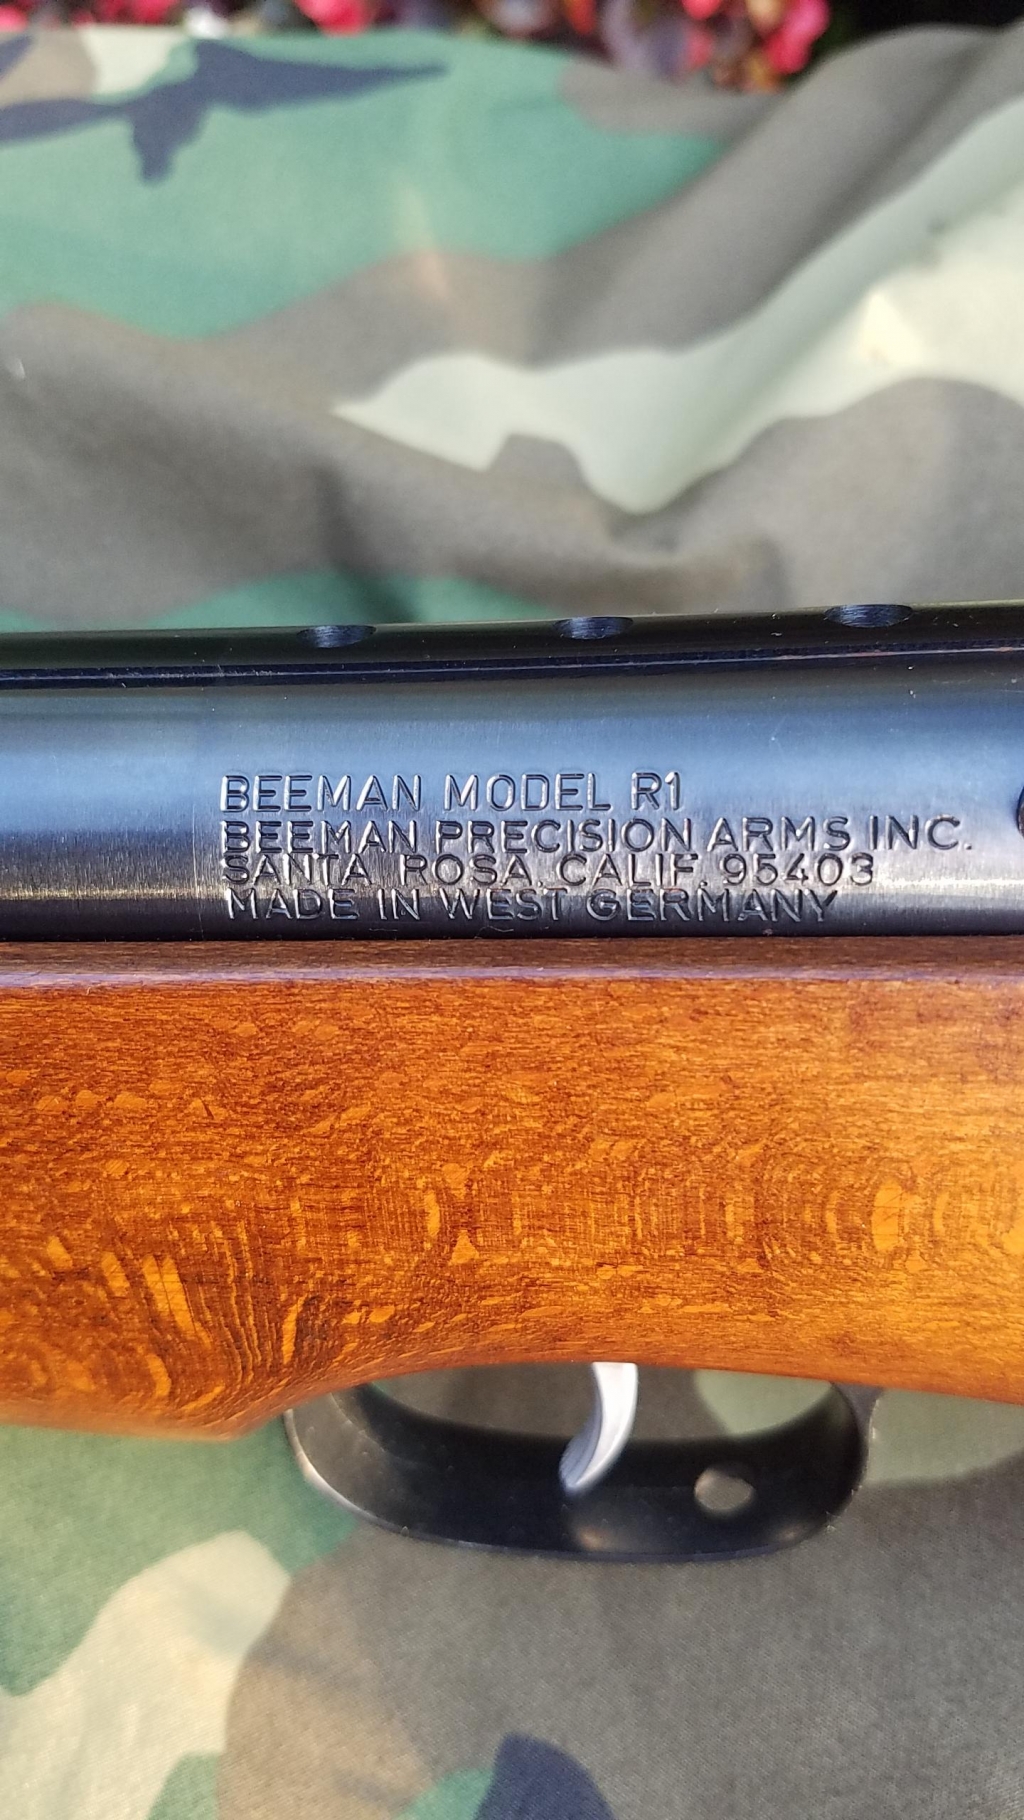 BEEMAN MODEL R1
BEEMAN PRECISION ARMS INC.
SANTA ROSA, CALIF. 95403
MADE IN WEST GERMANY